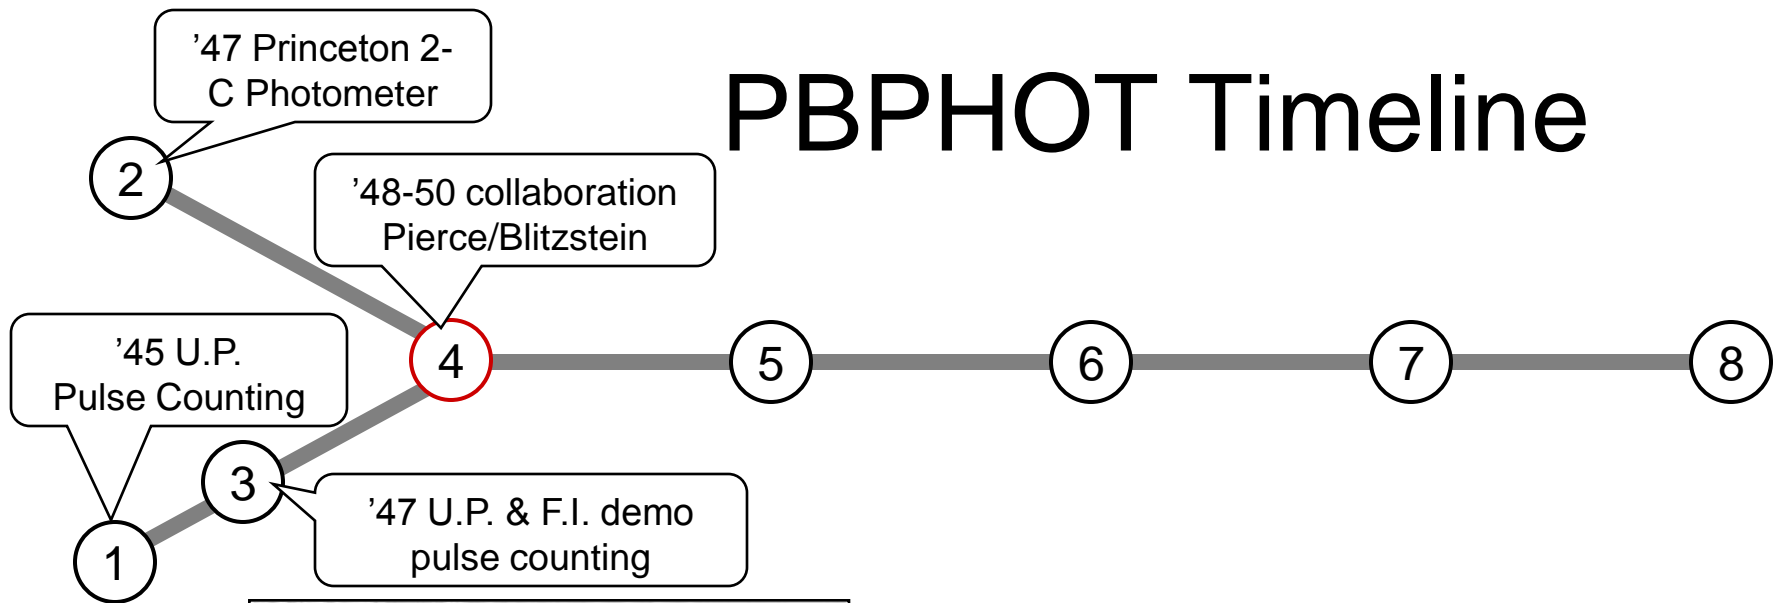 PBPHOT Timeline
’47 Princeton 2-
C Photometer
2
’48-50 collaboration
Pierce/Blitzstein
’45 U.P.
Pulse Counting
4
5
6
7
8
3
’47 U.P. & F.I. demo
pulse counting
1